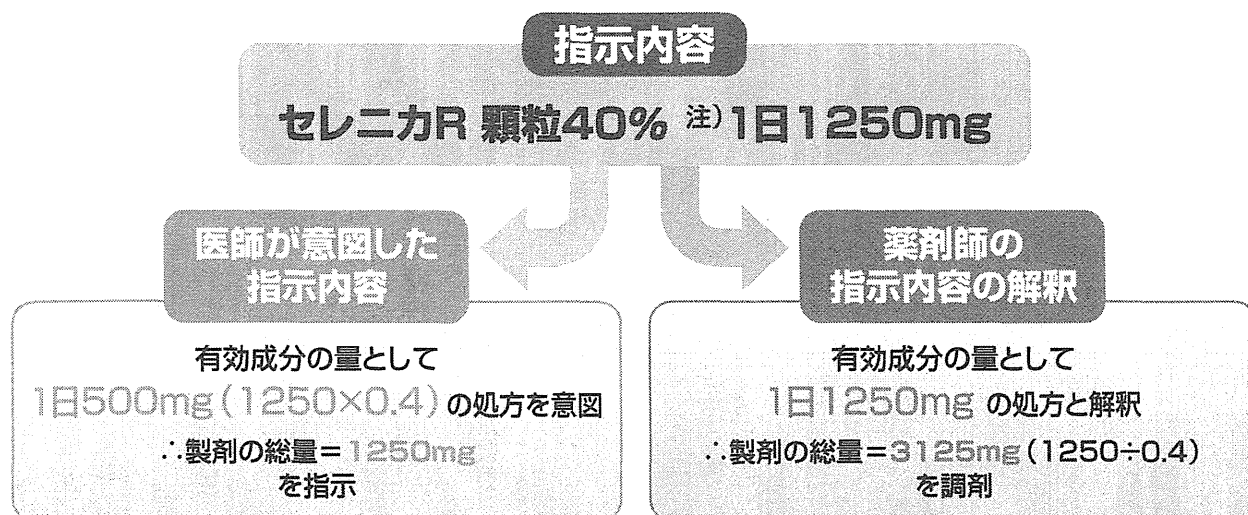 指示内容
セレニカR 顆粒40% 注)1日1250mg
医師が意図した
指示内容
有効成分の量として
1日500mg(1250×0.4)の処方を意図
∴製剤の総量=1250mg
を指示
薬剤師の
指示内容の解釈
有効成分の量として
1日1250mg の処方と解釈
∴製剤の総量=3125mg(1250÷0.4)
を調剤